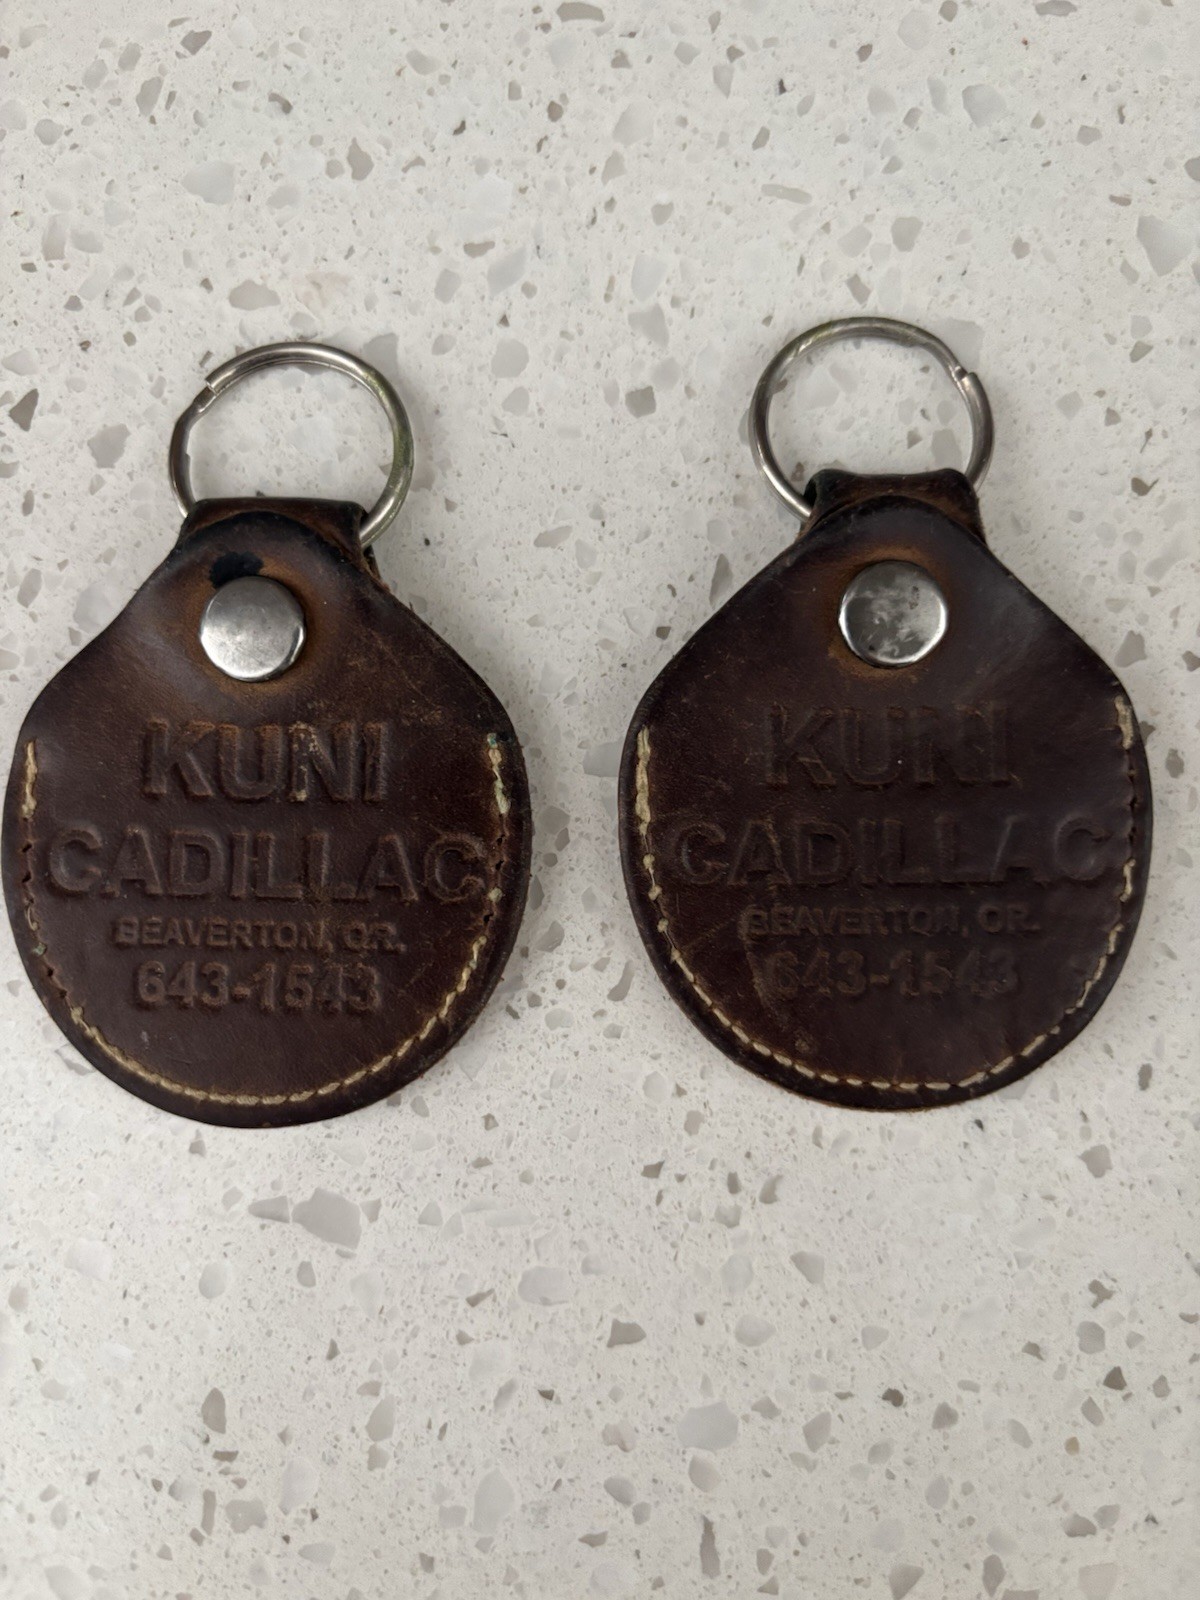 KUNI
CADILLAC
BEAVERTON, OR.
643-1543
KUNI
CADILLAC
BEAVERTON, OR.
643-1543